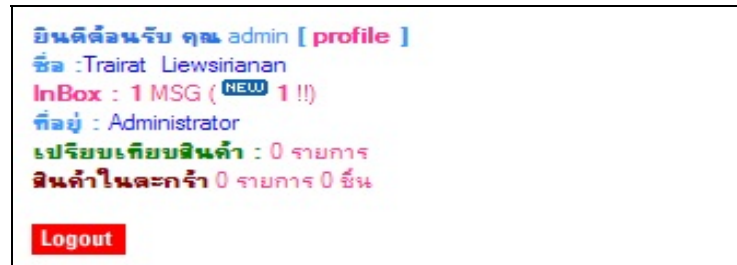 ยินดีต้อนรับ คุณ admin [ profile ]
ชื่อ :Trairat Liewsirianan
InBox : 1 MSG ( NEW 1 !!)
ที่อยู่ : Administrator
เปรียบเทียบสินค้า : 0 รายการ
สินค้าในตะกร้า 0 รายการ 0 ชิ้น
Logout